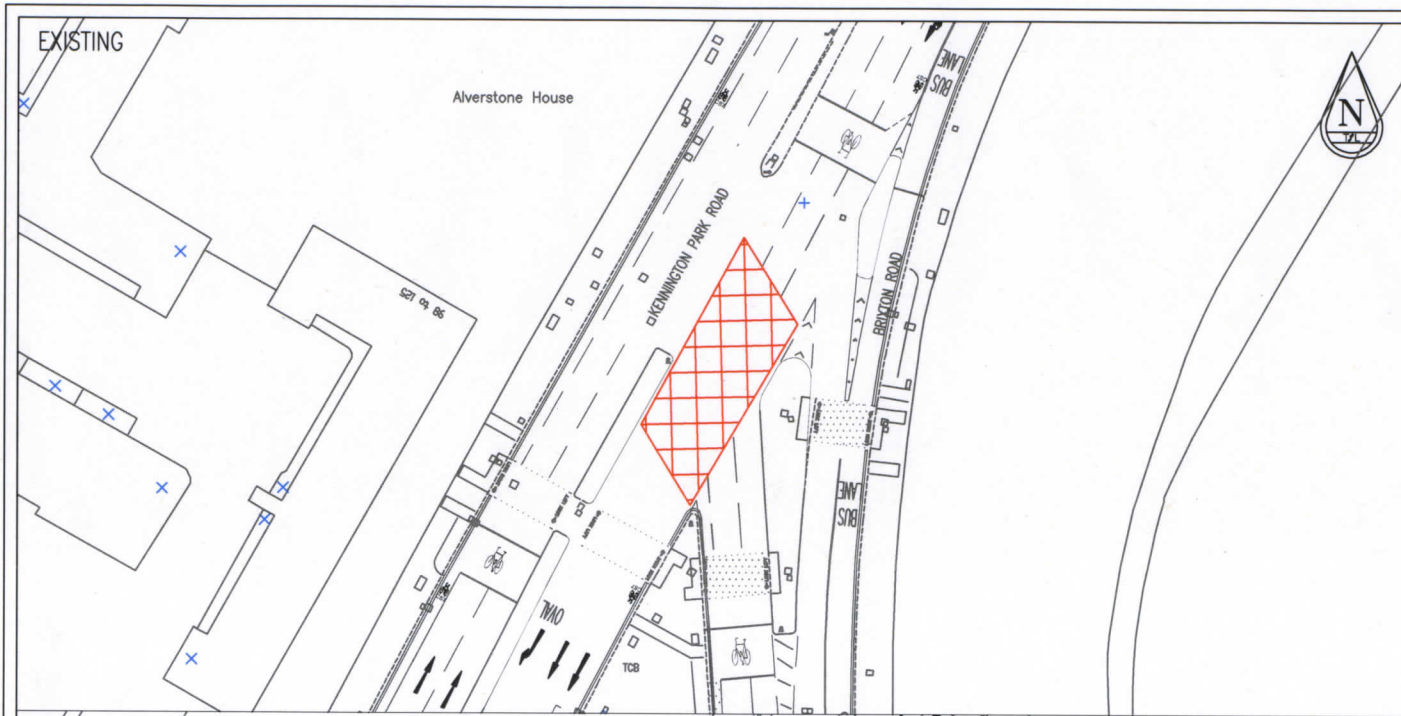 EXISTING
Alverstone House
BUS
LANE
N
TfL
KENNINGTON PARK ROAD
BRIXTON ROAD
98 to 125
BUS
LANE
OVAL
TCB